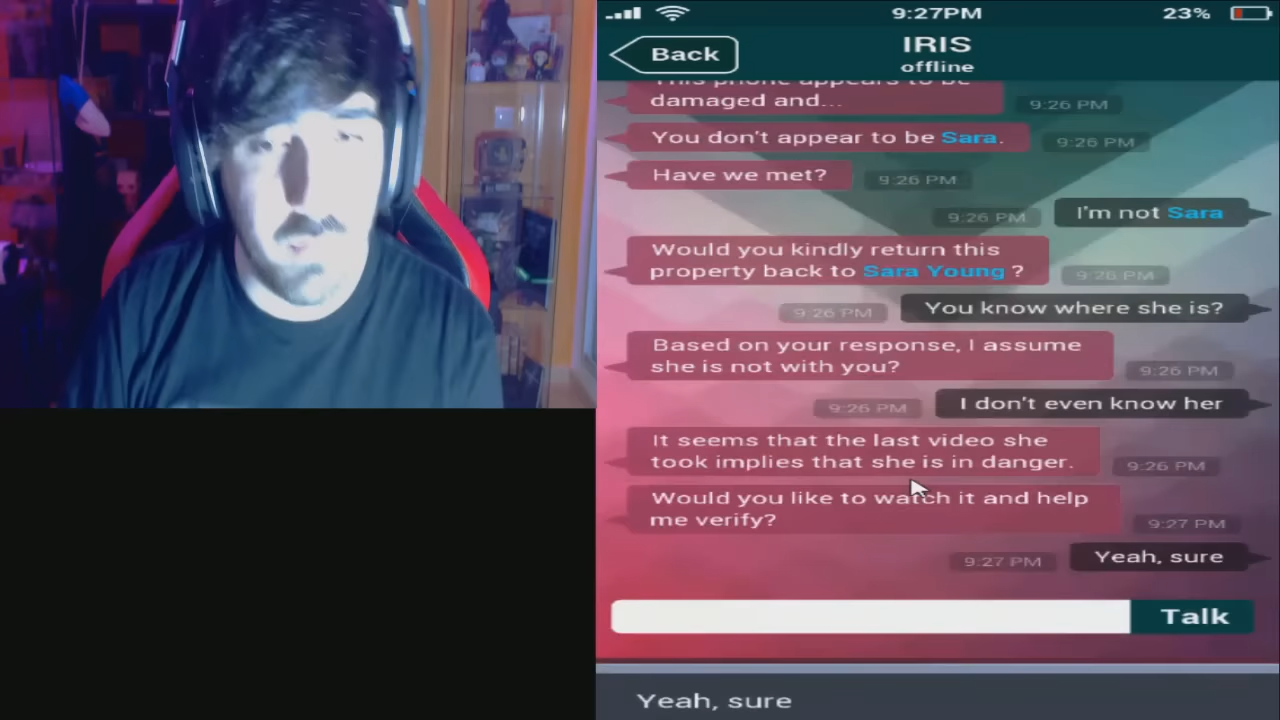 9:27PM
23%
Back
IRIS
offline
This phone appears to be
damaged and...
9:26 PM
You don't appear to be Sara.
9:26 PM
Have we met?
9:26 PM
9:26 PM
I'm not Sara
Would you kindly return this
property back to Sara Young ?
9:26 PM
9:26 PM
You know where she is?
Based on your response, I assume
she is not with you?
9:26 PM
9:26 PM
I don't even know her
It seems that the last video she
took implies that she is in danger.
9:26 PM
Would you like to watch it and help
me verify?
9:27 PM
9:27 PM
Yeah, sure
Talk
Yeah, sure